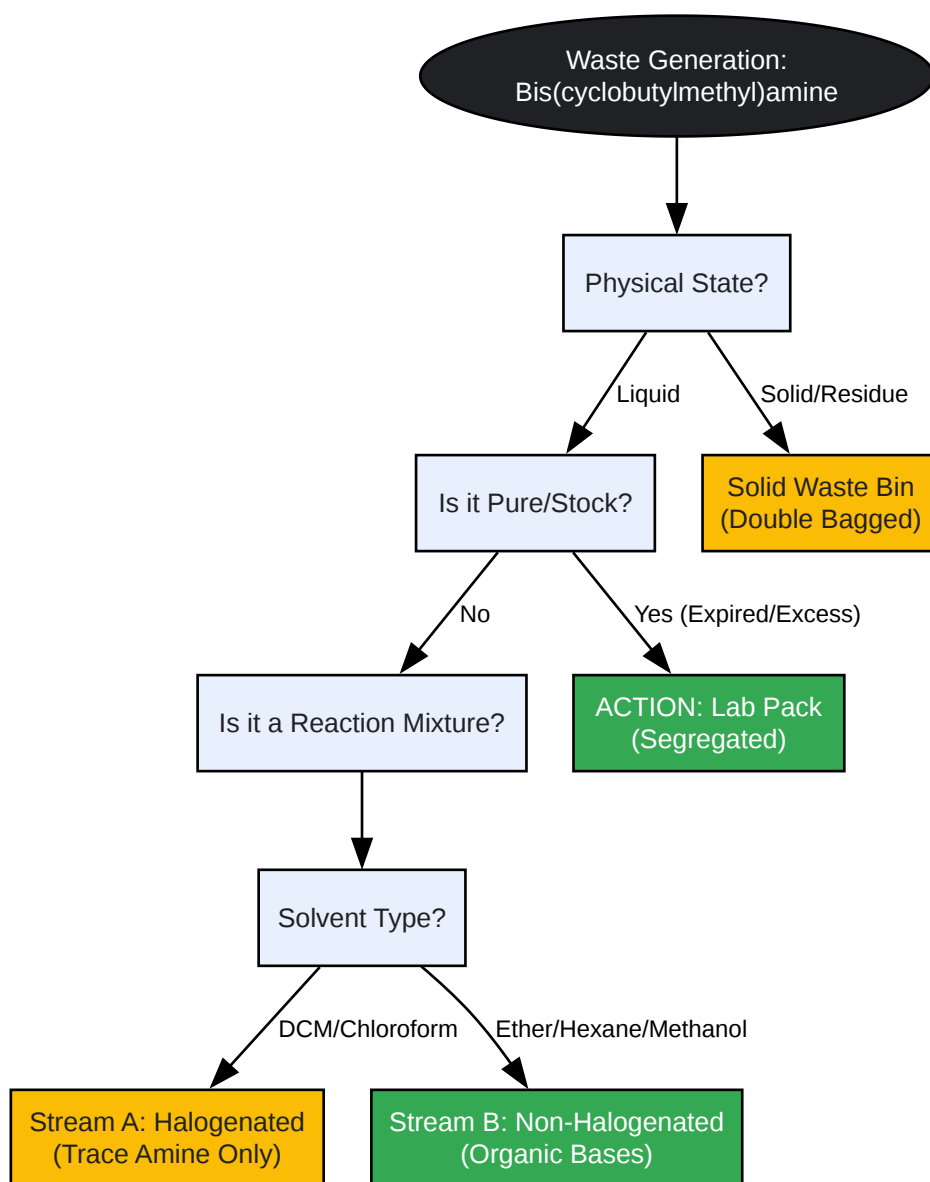 Waste Generation:
Bis(cyclobutylmethyl)amine
Physical State?
Liquid
Solid/Residue
Is it Pure/Stock?
Solid Waste Bin
(Double Bagged)
No
Yes (Expired/Excess)
Is it a Reaction Mixture?
ACTION: Lab Pack
(Segregated)
Solvent Type?
DCM/Chloroform
Ether/Hexane/Methanol
Stream A: Halogenated
(Trace Amine Only)
Stream B: Non-Halogenated
(Organic Bases)